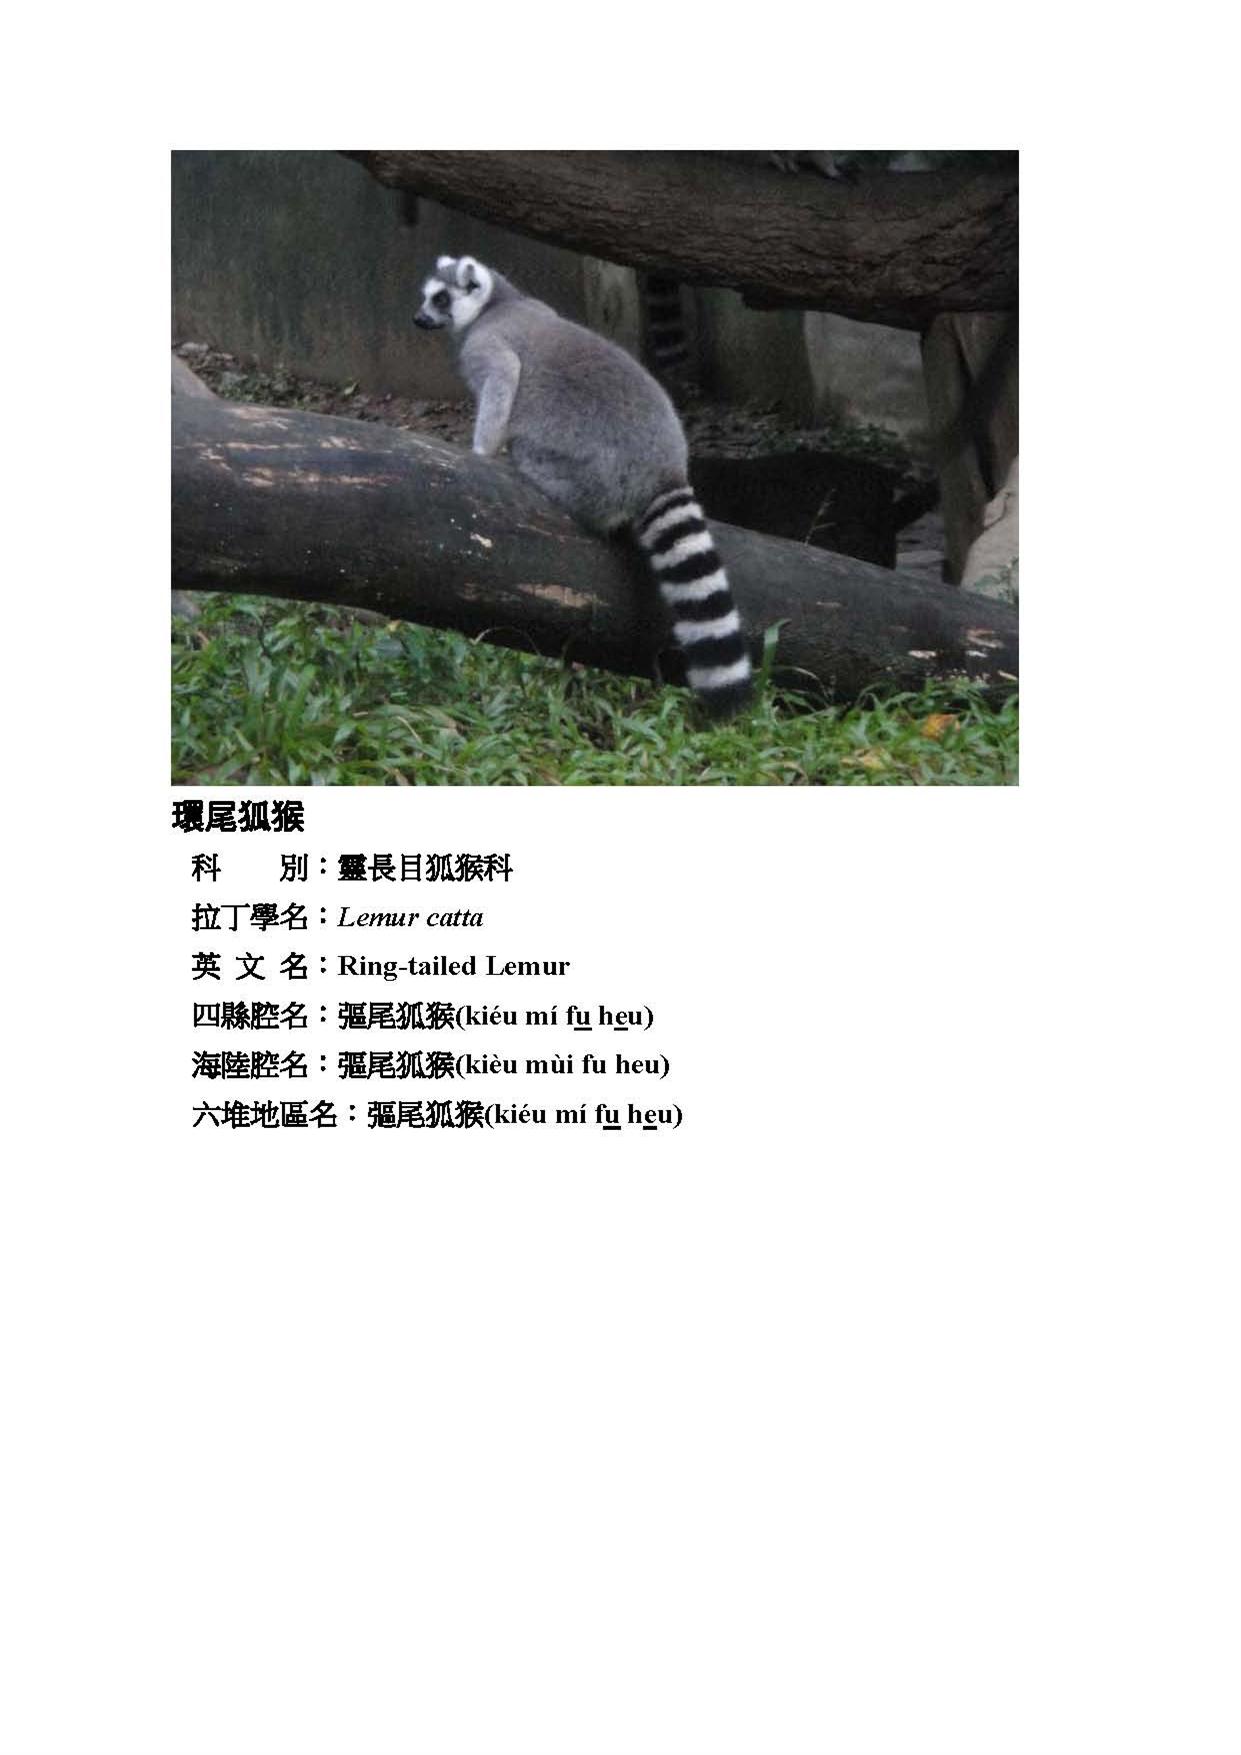 環尾狐猴
科　　別：靈長目狐猴科
拉丁學名：Lemur catta
英 文 名：Ring-tailed Lemur
四縣腔名：彄尾狐猴(kiéu mí fu heu)
海陸腔名：彄尾狐猴(kièu mùi fu heu)
六堆地區名：彄尾狐猴(kiéu mí fu heu)